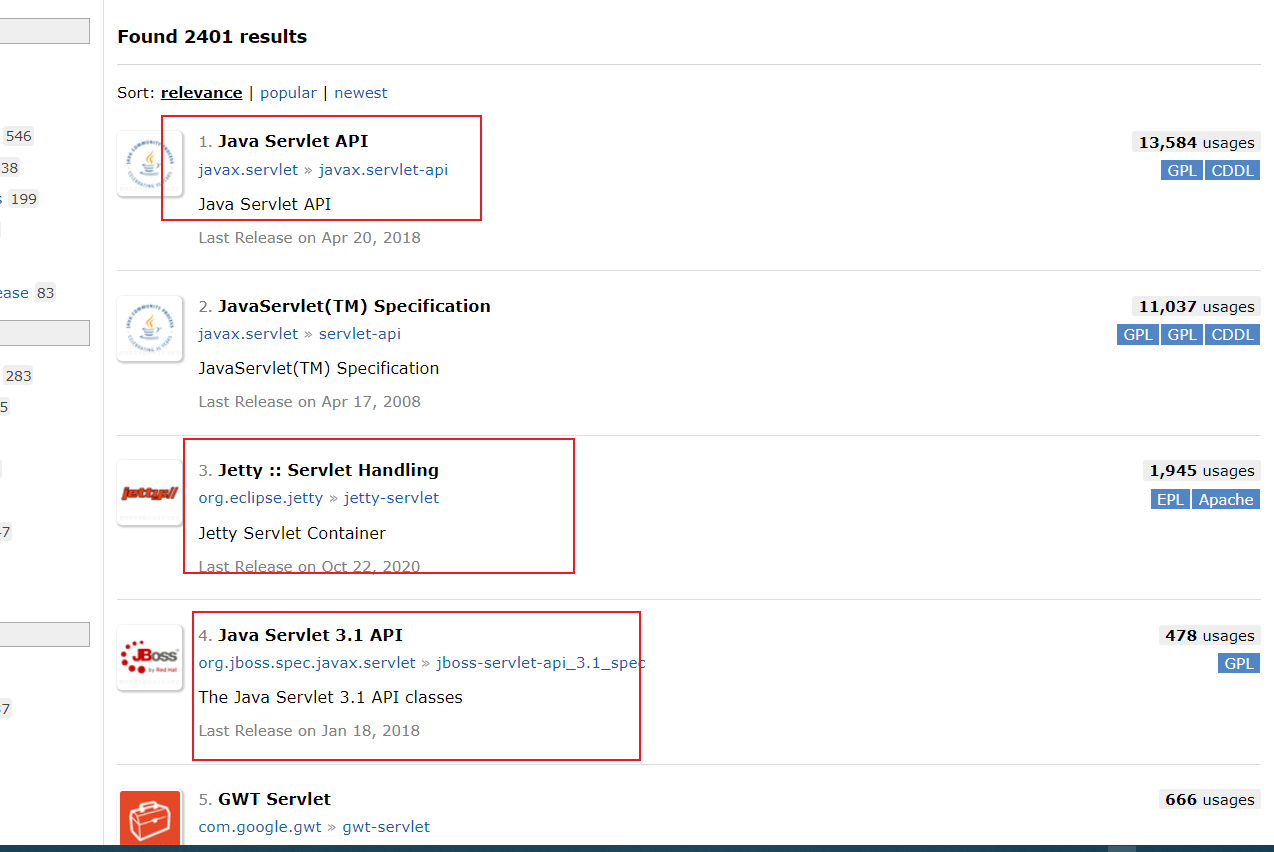 Found 2401 results
Sort: relevance | popular | newest
546
38
s 199
ease 83
283
5
47
37
1. Java Servlet API
javax.servlet » javax.servlet-api
Java Servlet API
Last Release on Apr 20, 2018
13,584 usages
GPL CDDL
2. JavaServlet(TM) Specification
javax.servlet » servlet-api
JavaServlet(TM) Specification
Last Release on Apr 17, 2008
11,037 usages
GPL GPL CDDL
jetty://
3. Jetty :: Servlet Handling
org.eclipse.jetty » jetty-servlet
Jetty Servlet Container
Last Release on Oct 22, 2020
1,945 usages
EPL Apache
JBoss
by Red Hat
4. Java Servlet 3.1 API
org.jboss.spec.javax.servlet » jboss-servlet-api_3.1_spec
The Java Servlet 3.1 API classes
Last Release on Jan 18, 2018
478 usages
GPL
5. GWT Servlet
com.google.gwt » gwt-servlet
666 usages